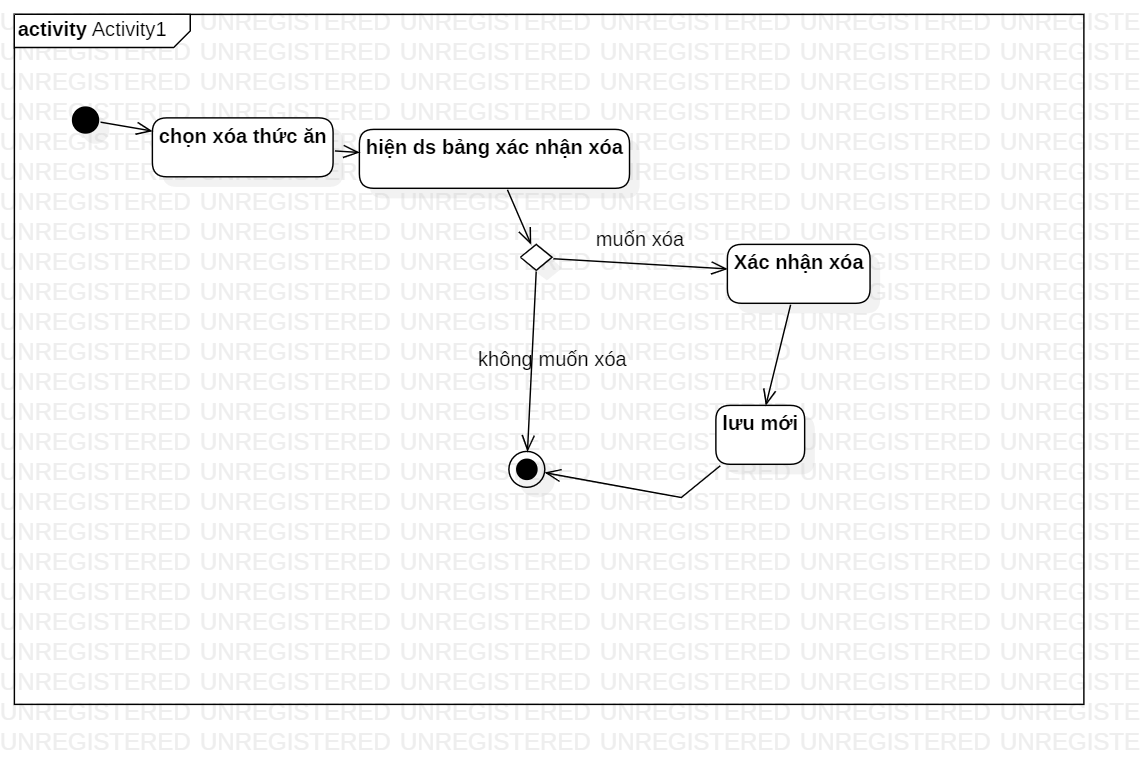 activity Activity1
chọn xóa thức ăn
hiện ds bảng xác nhận xóa
muốn xóa
Xác nhận xóa
không muốn xóa
lưu mới
UNREGISTERED